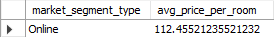 market_segment_type avg_price_per_room
Online 112.45521235521232